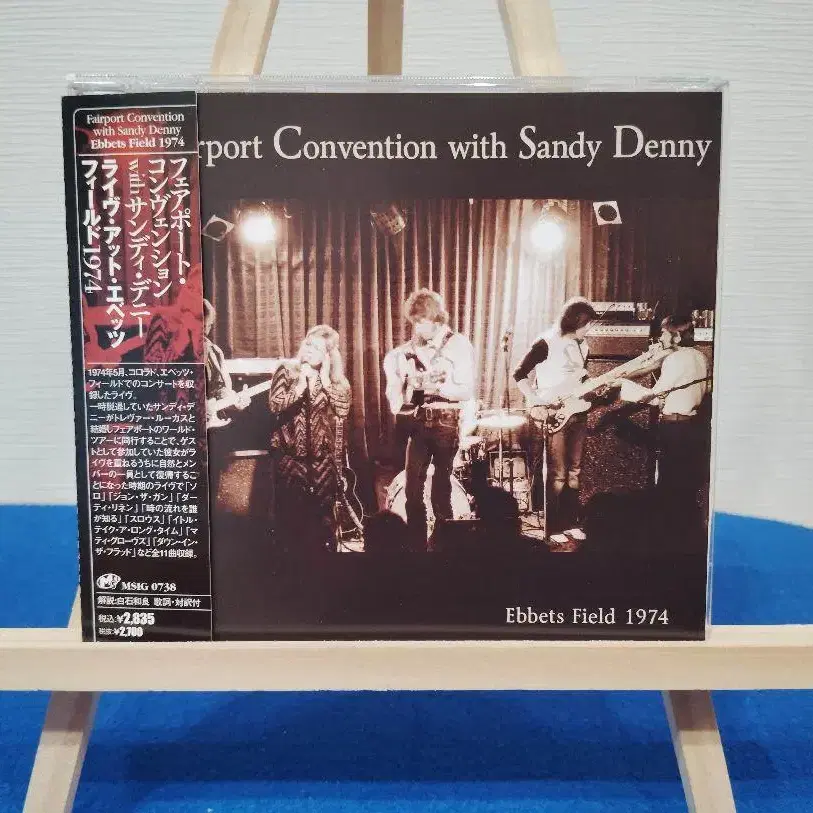 Fairport Convention
with Sandy Denny
Ebbets Field 1974
フェアポート・
コンヴェンション
with サンディ・デニー
ライヴ・アット・エベッツ
フィールド1974
1974年5月、コロラド、エベッツ・
フィールドでのコンサートを収
録したライヴ。
一時脱退していたサンディ・デ
ニーがトレヴァー・ルーカスと
結婚しフェアポートのワールド・
ツアーに同行することで、ゲス
トとして参加していた彼女がラ
イヴを重ねるうちに自然とメン
バーの一員として復帰するこ
とになった時期のライヴで「ソ
ロ」「ジョン・ザ・ガン」「ダー
ティ・リネン」「時の流れを誰
が知る」「スロウス」「イトル・
テイク・ア・ロング・タイム」「マ
ティ・グローヴズ」「ダウン・イン・
ザ・フラッド」など全11曲収録。
MSIG 0738
解説:白石和良 歌詞・対訳付
税込:¥2,835
税抜:¥2,700
irport Convention with Sandy Denny
Ebbets Field 1974